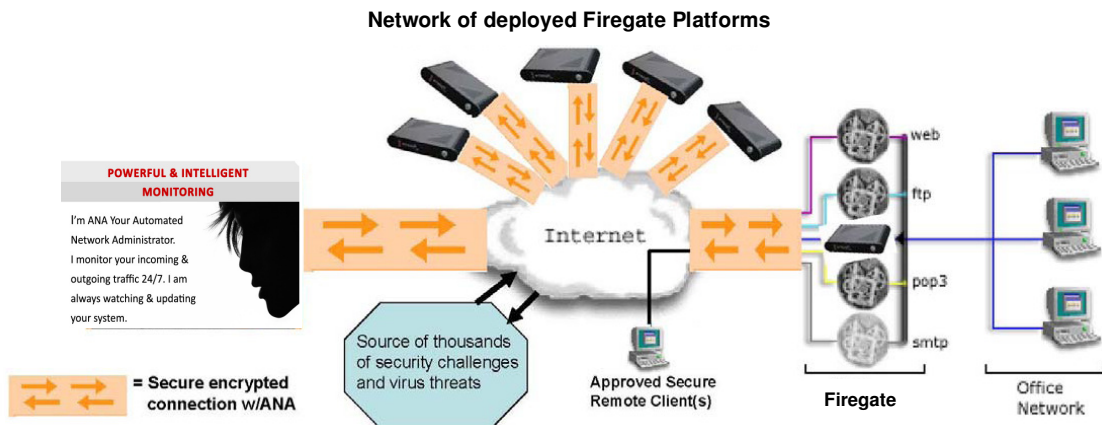 Network of deployed Firegate Platforms
POWERFUL & INTELLIGENT
MONITORING
I'm ANA Your Automated
Network Administrator.
I monitor your incoming &
outgoing traffic 24/7. I am
always watching & updating
your system.
Internet
web
ftp
pop3
smtp
Source of thousands
of security challenges
and virus threats
= Secure encrypted
connection w/ANA
Approved Secure
Remote Client(s)
Firegate
Office
Network